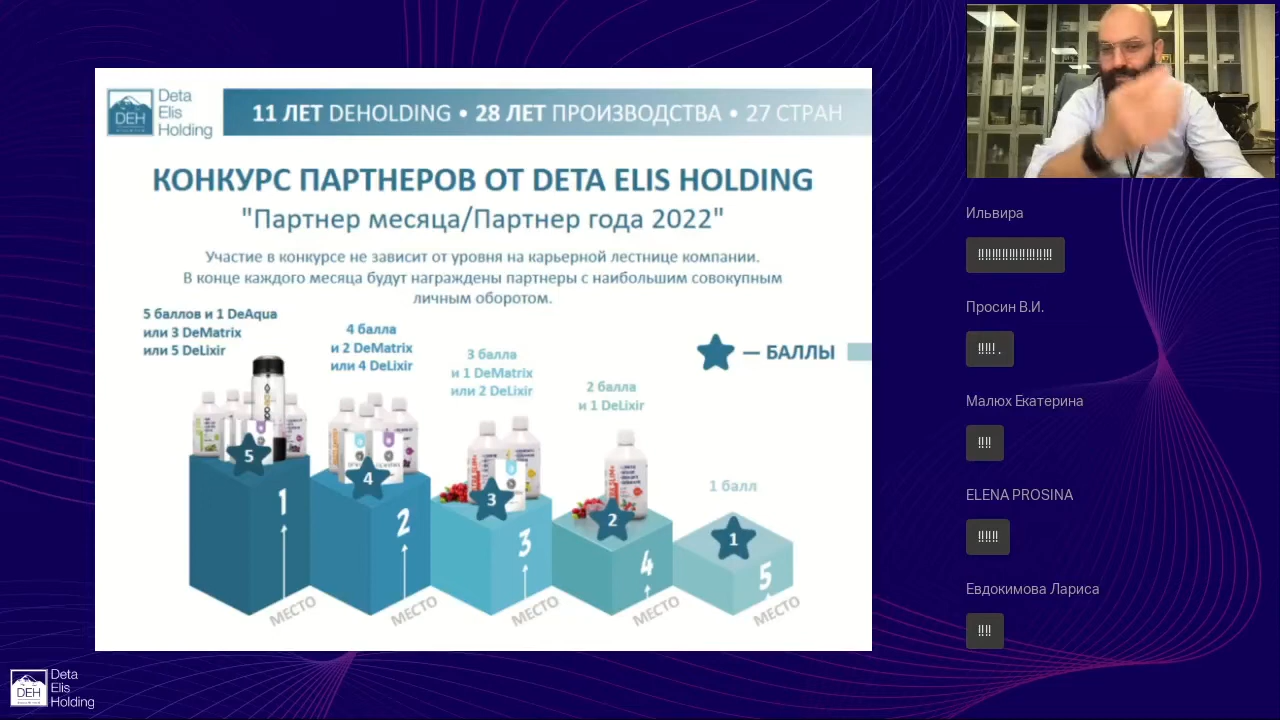 DEH
Deta
Elis
Holding
11 ЛЕТ DEHOLDING • 28 ЛЕТ ПРОИЗВОДСТВА • 27 СТРАН
КОНКУРС ПАРТНЕРОВ ОТ DETA ELIS HOLDING
"Партнер месяца/Партнер года 2022"
Участие в конкурсе не зависит от уровня на карьерной лестнице компании.
В конце каждого месяца будут награждены партнеры с наибольшим совокупным
личным оборотом.
5 баллов и 1 DeAqua
или 3 DeMatrix
или 5 DeLixir
4 балла
и 2 DeMatrix
или 4 DeLixir
3 балла
и 1 DeMatrix
или 2 DeLixir
2 балла
и 1 DeLixir
1 балл
— БАЛЛЫ
5
4
3
2
1
1
2
3
4
5
МЕСТО
МЕСТО
МЕСТО
МЕСТО
МЕСТО
Ильвира
!!!!!!!!!!!!!!!!!!!!!!
Просин В.И.
!!!!! .
Малюх Екатерина
!!!!
ELENA PROSINA
!!!!!!
Евдокимова Лариса
!!!!
DEH
Deta
Elis
Holding